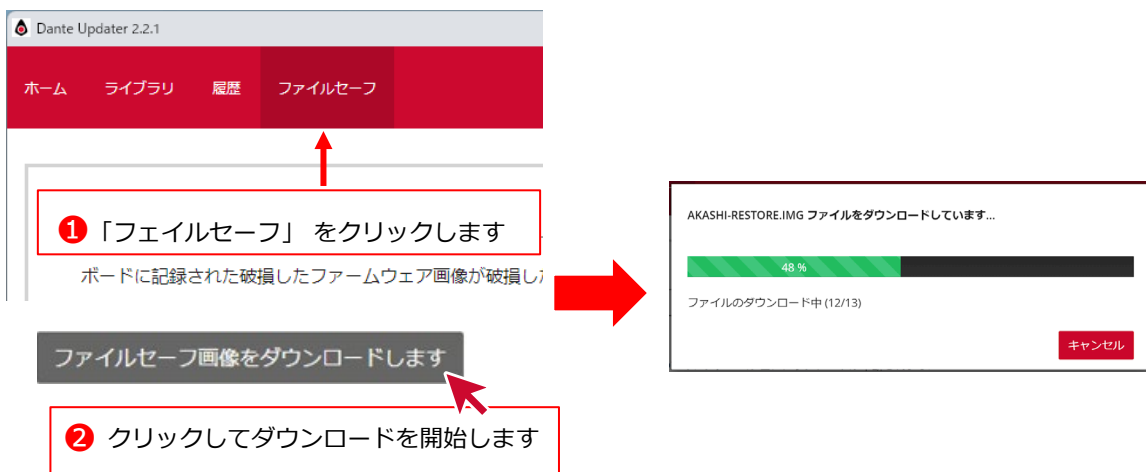 Dante Updater 2.2.1
ホーム ライブラリ 履歴 ファイルセーフ
❶「フェイルセーフ」 をクリックします
ボードに記録された破損したファームウェア画像が破損し
ファイルセーフ画像をダウンロードします
❷ クリックしてダウンロードを開始します
AKASHI-RESTORE.IMG ファイルをダウンロードしています...
48 %
ファイルのダウンロード中 (12/13)
キャンセル